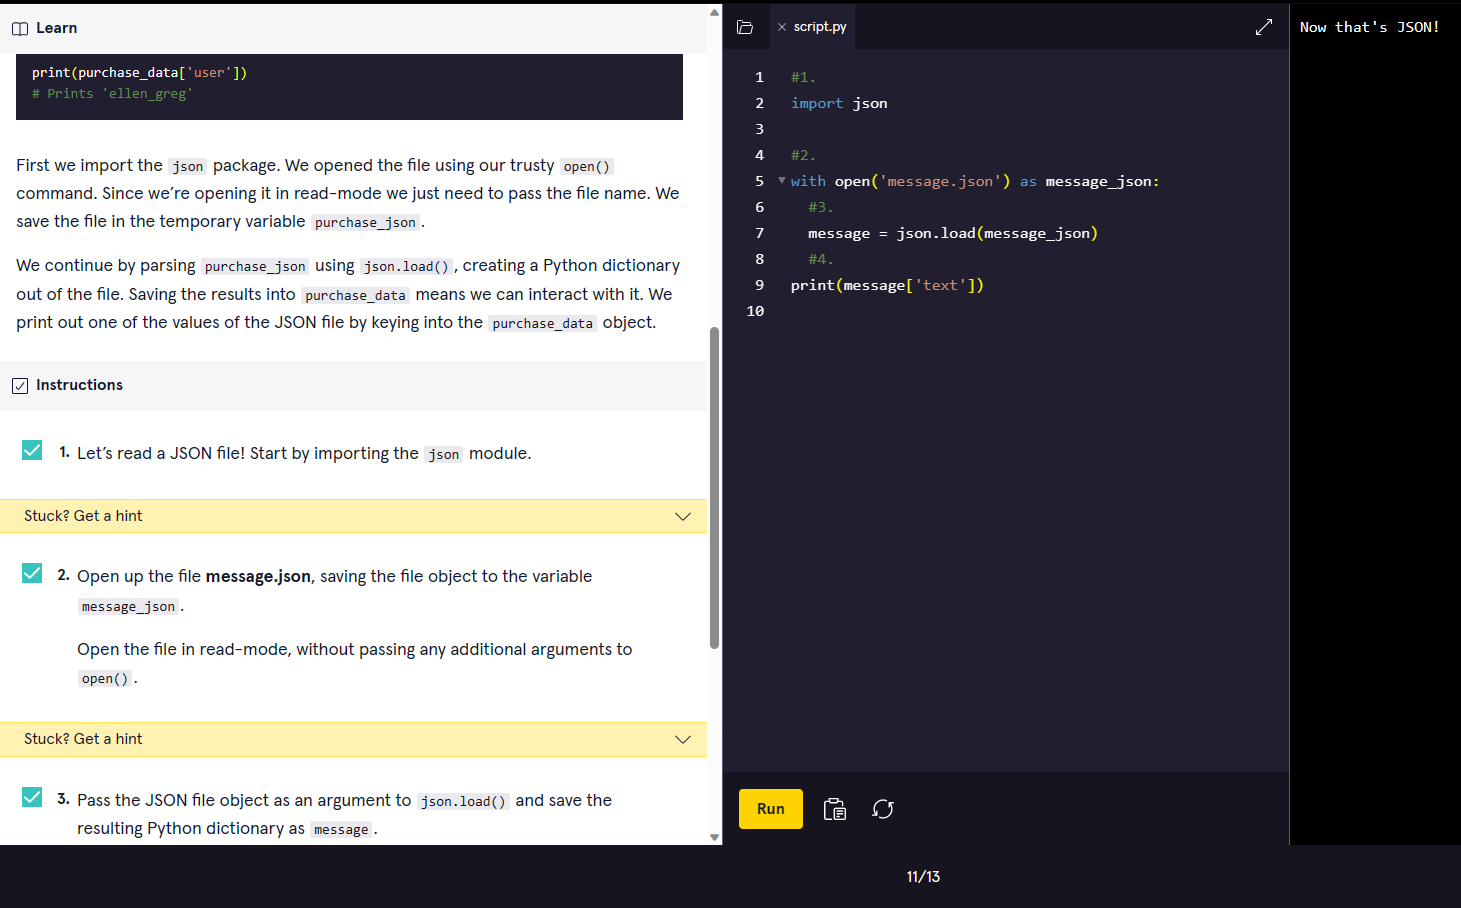 Learn
print(purchase_data['user'])
# Prints 'ellen_greg'
First we import the json package. We opened the file using our trusty open()
command. Since we’re opening it in read-mode we just need to pass the file name. We
save the file in the temporary variable purchase_json.
We continue by parsing purchase_json using json.load(), creating a Python dictionary
out of the file. Saving the results into purchase_data means we can interact with it. We
print out one of the values of the JSON file by keying into the purchase_data object.
Instructions
1. Let’s read a JSON file! Start by importing the json module.
Stuck? Get a hint
2. Open up the file message.json, saving the file object to the variable
message_json.
Open the file in read-mode, without passing any additional arguments to
open().
Stuck? Get a hint
3. Pass the JSON file object as an argument to json.load() and save the
resulting Python dictionary as message.
script.py
1 #1.
2 import json
3
4 #2.
5 with open('message.json') as message_json:
6 #3.
7 message = json.load(message_json)
8 #4.
9 print(message['text'])
10
Run
Now that's JSON!
11/13